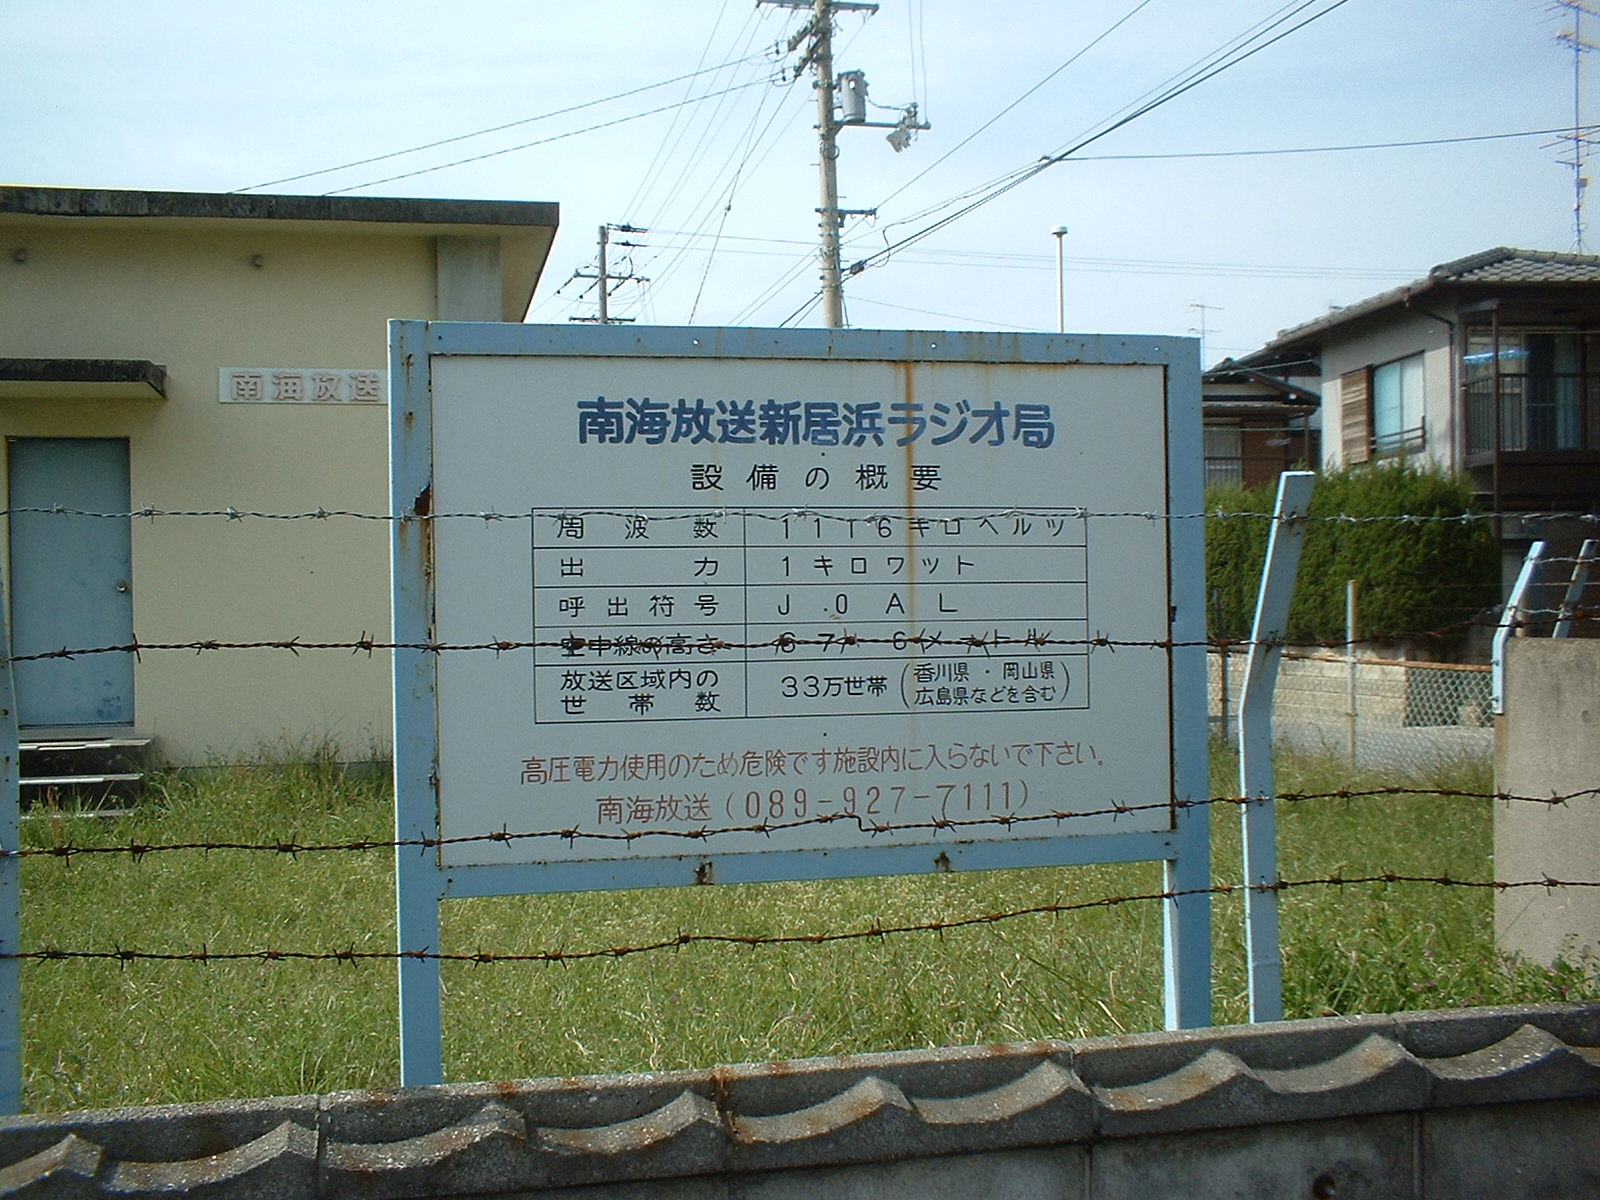 南海放送
南海放送新居浜ラジオ局
設備の概要
周波数 1116キロヘルツ
出力 1キロワット
呼出符号 J.OAL
空中線の高さ 67.6メートル
放送区域内の世帯数 33万世帯(香川県・岡山県広島県などを含む)
高圧電力使用のため危険です施設内に入らないで下さい。
南海放送(089-927-7111)